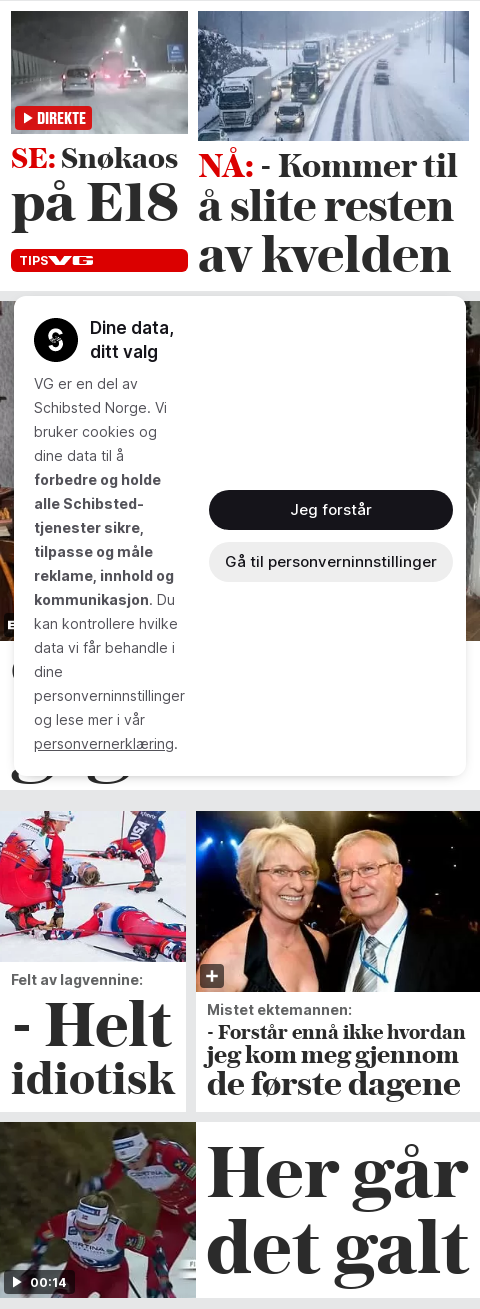 DIREKTE
SE: Snøkaos
på E18
TIPS VG
NÅ: - Kommer til
å slite resten
av kvelden
Dine data,
ditt valg
VG er en del av
Schibsted Norge. Vi
bruker cookies og
dine data til å
forbedre og holde
alle Schibsted-
tjenester sikre,
tilpasse og måle
reklame, innhold og
kommunikasjon. Du
kan kontrollere hvilke
data vi får behandle i
dine
personverninnstillinger
og lese mer i vår
personvernerklæring.
Jeg forstår
Gå til personverninnstillinger
USA
Felt av lagvennine:
- Helt
idiotisk
Mistet ektemannen:
- Forstår ennå ikke hvordan
jeg kom meg gjennom
de første dagene
00:14
Her går
det galt